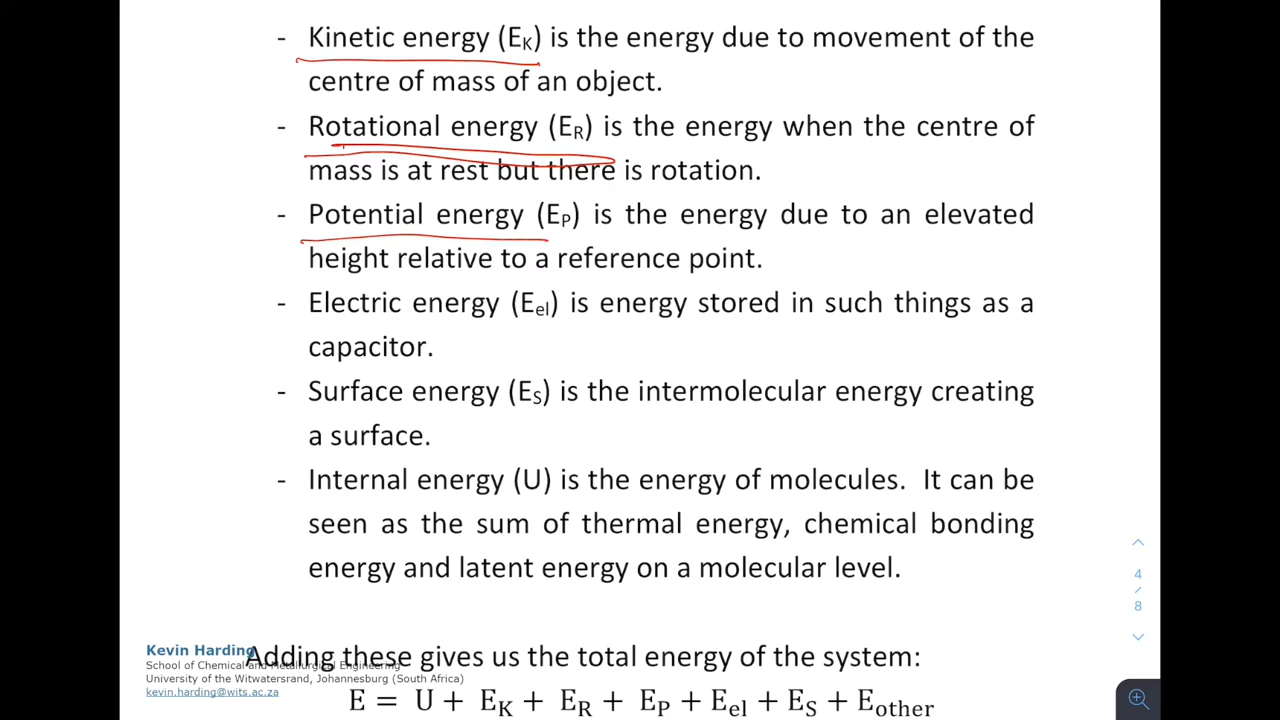 - Kinetic energy (EK) is the energy due to movement of the
centre of mass of an object.
- Rotational energy (ER) is the energy when the centre of
mass is at rest but there is rotation.
- Potential energy (EP) is the energy due to an elevated
height relative to a reference point.
- Electric energy (Eel) is energy stored in such things as a
capacitor.
- Surface energy (ES) is the intermolecular energy creating
a surface.
- Internal energy (U) is the energy of molecules. It can be
seen as the sum of thermal energy, chemical bonding
energy and latent energy on a molecular level.
4
/
8
Kevin Harding
Adding these gives us the total energy of the system:
School of Chemical and Metallurgical Engineering
University of the Witwatersrand, Johannesburg (South Africa)
kevin.harding@wits.ac.za
E = U + EK + ER + EP + Eel + ES + Eother